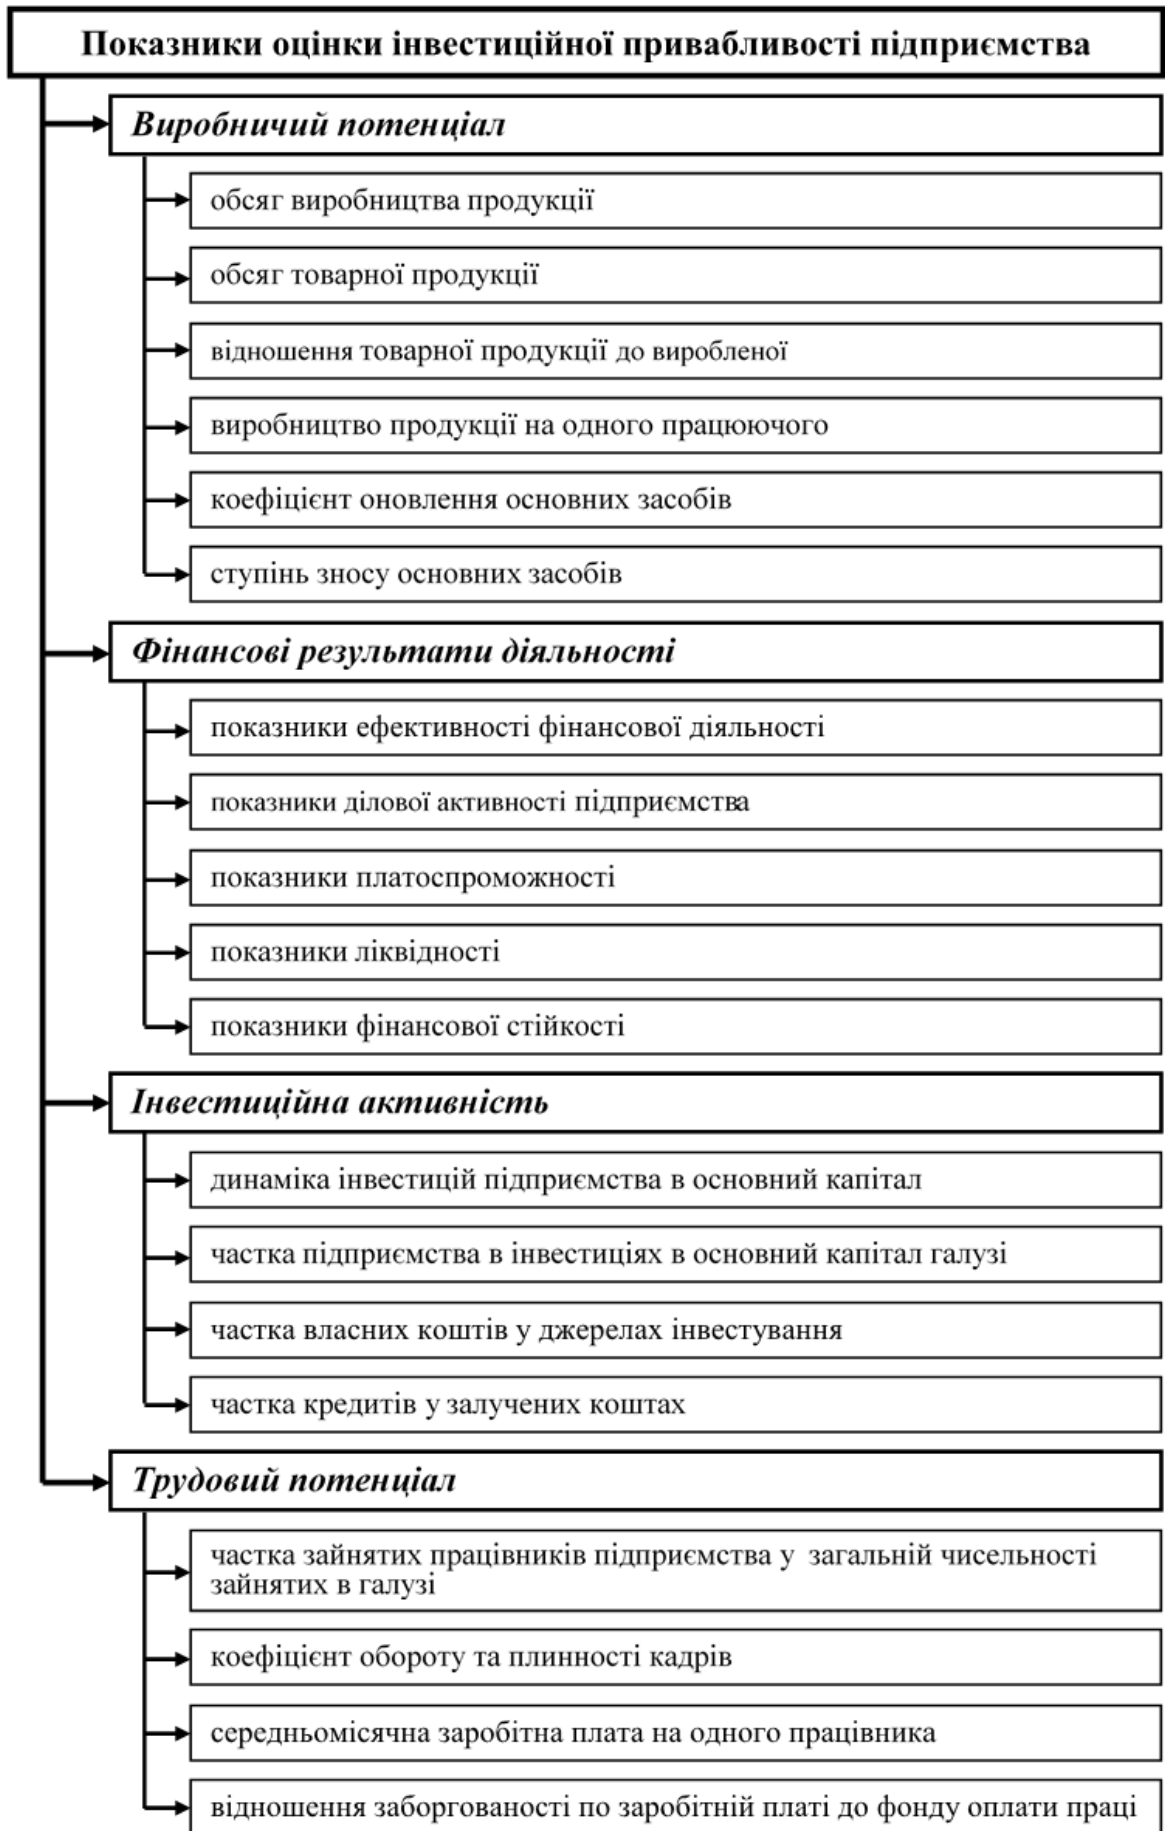 Показники оцінки інвестиційної привабливості підприємства
Виробничий потенціал
обсяг виробництва продукції
обсяг товарної продукції
відношення товарної продукції до виробленої
виробництво продукції на одного працюючого
коефіцієнт оновлення основних засобів
ступінь зносу основних засобів
Фінансові результати діяльності
показники ефективності фінансової діяльності
показники ділової активності підприємства
показники платоспроможності
показники ліквідності
показники фінансової стійкості
Інвестиційна активність
динаміка інвестицій підприємства в основний капітал
частка підприємства в інвестиціях в основний капітал галузі
частка власних коштів у джерелах інвестування
частка кредитів у залучених коштах
Трудовий потенціал
частка зайнятих працівників підприємства у загальній чисельності
зайнятих в галузі
коефіцієнт обороту та плинності кадрів
середньомісячна заробітна плата на одного працівника
відношення заборгованості по заробітній платі до фонду оплати праці